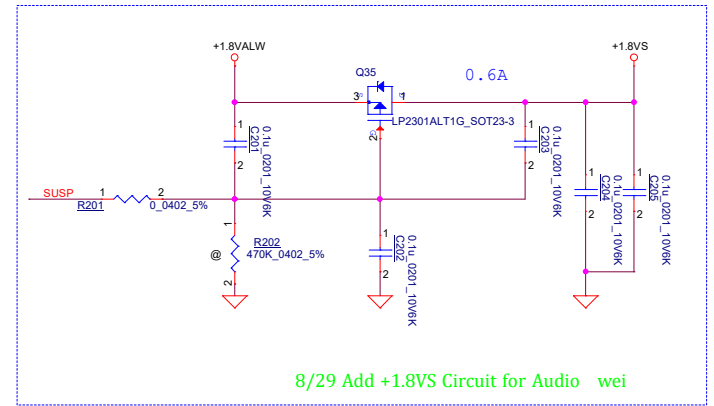 +1.8VALW
+1.8VS
Q35
0.6A
3
1
LP2301ALT1G_SOT23-3
2
1
C201
0.1u_0201_10V6K
2
1
C203
0.1u_0201_10V6K
2
1
C204
0.1u_0201_10V6K
2
1
C205
0.1u_0201_10V6K
2
SUSP
1
2
R201
0_0402_5%
1
R202
@
470K_0402_5%
2
1
C202
0.1u_0201_10V6K
2
8/29 Add +1.8VS Circuit for Audio wei